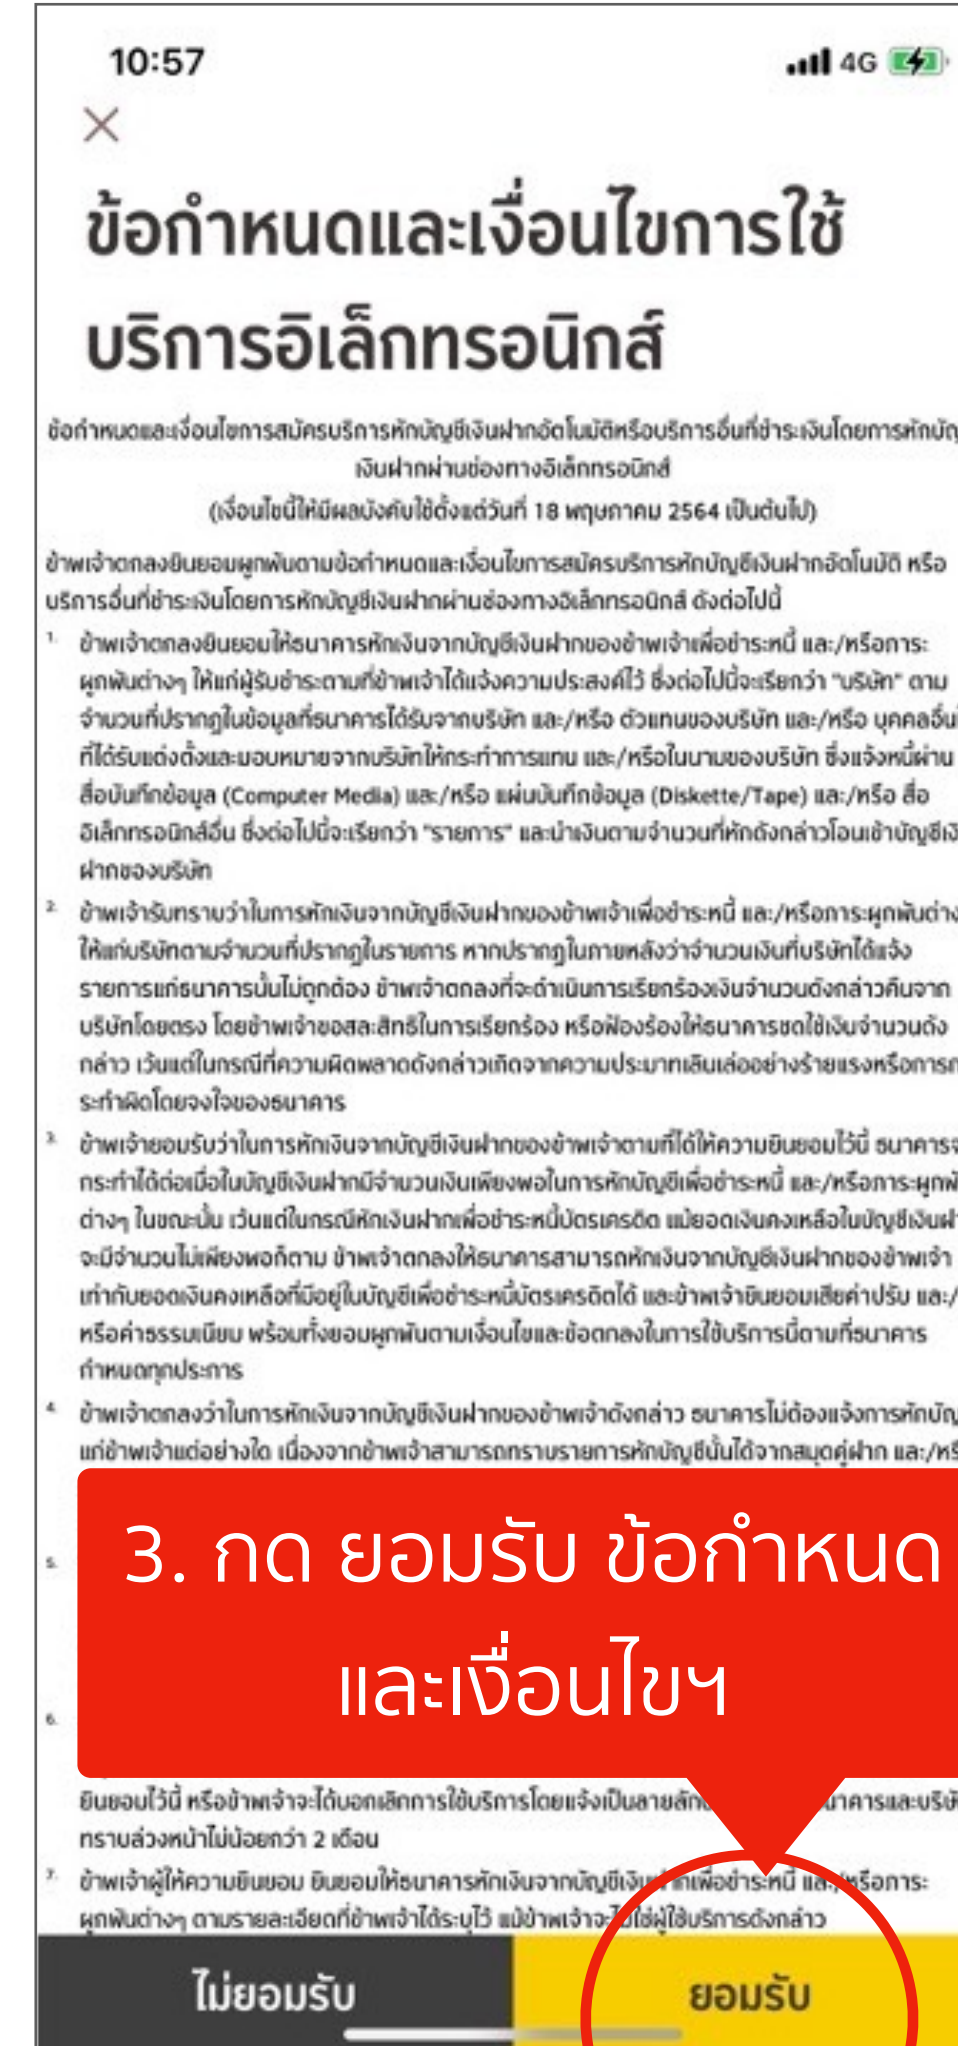 10:57
4G
ข้อกำหนดและเงื่อนไขการใช้
บริการอิเล็กทรอนิกส์
ข้อกำหนดและเงื่อนไขการสมัครบริการหักบัญชีเงินฝากอัตโนมัติหรือบริการอื่นที่ชำระเงินโดยการหักบัญ
เงินฝากผ่านช่องทางอิเล็กทรอนิกส์
(เงื่อนไขนี้ให้มีผลบังคับใช้ตั้งแต่วันที่ 18 พฤษภาคม 2564 เป็นต้นไป)
ข้าพเจ้าตกลงยินยอมผูกพันตามข้อกำหนดและเงื่อนไขการสมัครบริการหักบัญชีเงินฝากอัตโนมัติ หรือ
บริการอื่นที่ชำระเงินโดยการหักบัญชีเงินฝากผ่านช่องทางอิเล็กทรอนิกส์ ดังต่อไปนี้
1. ข้าพเจ้าตกลงยินยอมให้ธนาคารหักเงินจากบัญชีเงินฝากของข้าพเจ้าเพื่อชำระหนี้ และ/หรือภาระ
ผูกพันต่างๆ ให้แก่ผู้รับชำระตามที่ข้าพเจ้าได้แจ้งความประสงค์ไว้ ซึ่งต่อไปนี้จะเรียกว่า "บริษัท" ตาม
จำนวนที่ปรากฏในข้อมูลที่ธนาคารได้รับจากบริษัท และ/หรือ ตัวแทนของบริษัท และ/หรือ บุคคลอื่นใ
ที่ได้รับแต่งตั้งและมอบหมายจากบริษัทให้กระทำการแทน และ/หรือในนามของบริษัท ซึ่งแจ้งหนี้ผ่าน
สื่อบันทึกข้อมูล (Computer Media) และ/หรือ แผ่นบันทึกข้อมูล (Diskette/Tape) และ/หรือ สื่อ
อิเล็กทรอนิกส์อื่น ซึ่งต่อไปนี้จะเรียกว่า "รายการ" และนำเงินตามจำนวนที่หักดังกล่าวโอนเข้าบัญชีเงิ
ฝากของบริษัท
2. ข้าพเจ้ารับทราบว่าในการหักเงินจากบัญชีเงินฝากของข้าพเจ้าเพื่อชำระหนี้ และ/หรือภาระผูกพันต่าง
ให้แก่บริษัทตามจำนวนที่ปรากฏในรายการ หากปรากฏในภายหลังว่าจำนวนเงินที่บริษัทได้แจ้ง
รายการแก่ธนาคารนั้นไม่ถูกต้อง ข้าพเจ้าตกลงที่จะดำเนินการเรียกร้องเงินจำนวนดังกล่าวคืนจาก
บริษัทโดยตรง โดยข้าพเจ้าขอสละสิทธิในการเรียกร้อง หรือฟ้องร้องให้ธนาคารชดใช้เงินจำนวนดัง
กล่าว เว้นแต่ในกรณีที่ความผิดพลาดดังกล่าวเกิดจากความประมาทเลินเล่ออย่างร้ายแรงหรือการก
ระทำผิดโดยจงใจของธนาคาร
3. ข้าพเจ้ายอมรับว่าในการหักเงินจากบัญชีเงินฝากของข้าพเจ้าตามที่ได้ให้ความยินยอมไว้นี้ ธนาคารจ
กระทำได้ต่อเมื่อในบัญชีเงินฝากมีจำนวนเงินเพียงพอในการหักบัญชีเพื่อชำระหนี้ และ/หรือภาระผูกพั
ต่างๆ ในขณะนั้น เว้นแต่ในกรณีหักเงินฝากเพื่อชำระหนี้บัตรเครดิต แม้ยอดเงินคงเหลือในบัญชีเงินฝา
จะมีจำนวนไม่เพียงพอก็ตาม ข้าพเจ้าตกลงให้ธนาคารสามารถหักเงินจากบัญชีเงินฝากของข้าพเจ้า
เท่ากับยอดเงินคงเหลือที่มีอยู่ในบัญชีเพื่อชำระหนี้บัตรเครดิตได้ และข้าพเจ้ายินยอมเสียค่าปรับ และ/
หรือค่าธรรมเนียม พร้อมทั้งยอมผูกพันตามเงื่อนไขและข้อตกลงในการใช้บริการนี้ตามที่ธนาคาร
กำหนดทุกประการ
4. ข้าพเจ้าตกลงว่าในการหักเงินจากบัญชีเงินฝากของข้าพเจ้าดังกล่าว ธนาคารไม่ต้องแจ้งการหักบัญ
แก่ข้าพเจ้าแต่อย่างใด เนื่องจากข้าพเจ้าสามารถทราบรายการหักบัญชีนั้นได้จากสมุดคู่ฝาก และ/หรื
5.
3. กด ยอมรับ ข้อกำหนด
และเงื่อนไขฯ
6.
ยินยอมไว้นี้ หรือข้าพเจ้าจะได้บอกเลิกการใช้บริการโดยแจ้งเป็นลายลัก นาคารและบริษั
ทราบล่วงหน้าไม่น้อยกว่า 2 เดือน
7. ข้าพเจ้าผู้ให้ความยินยอม ยินยอมให้ธนาคารหักเงินจากบัญชีเงินฝากเพื่อชำระหนี้ และ/หรือภาระ
ผูกพันต่างๆ ตามรายละเอียดที่ข้าพเจ้าได้ระบุไว้ แม้ข้าพเจ้าจะไม่ใช่ผู้ใช้บริการดังกล่าว
ไม่ยอมรับ
ยอมรับ